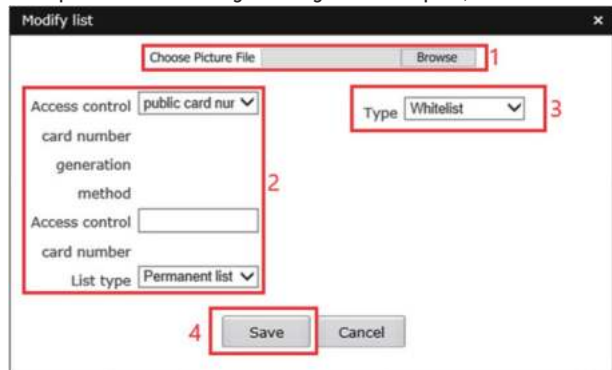 Modify list ×
Choose Picture File Browse 1
Access control public card nur
Type Whitelist 3
card number
generation
method
2
Access control
card number
List type Permanent list
4 Save Cancel